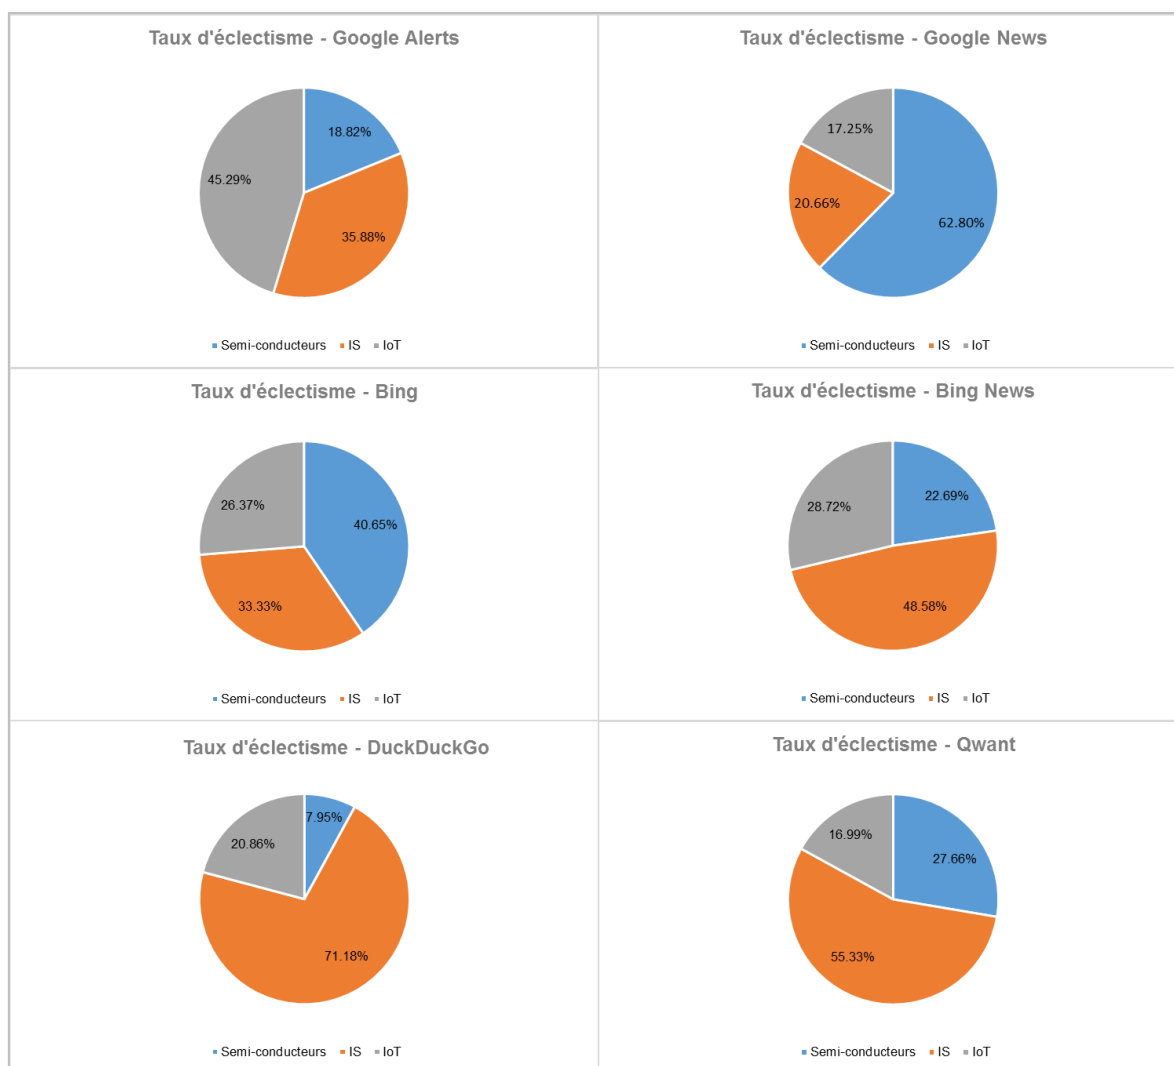 Taux d'éclectisme - Google Alerts
18.82%
45.29%
35.88%
Semi-conducteurs IS IoT
Taux d'éclectisme - Google News
17.25%
20.66%
62.80%
Semi-conducteurs IS IoT
Taux d'éclectisme - Bing
26.37%
40.65%
33.33%
Semi-conducteurs IS IoT
Taux d'éclectisme - Bing News
22.69%
28.72%
48.58%
Semi-conducteurs IS IoT
Taux d'éclectisme - DuckDuckGo
7.95%
20.86%
71.18%
Semi-conducteurs IS IoT
Taux d'éclectisme - Qwant
16.99%
27.66%
55.33%
Semi-conducteurs IS IoT